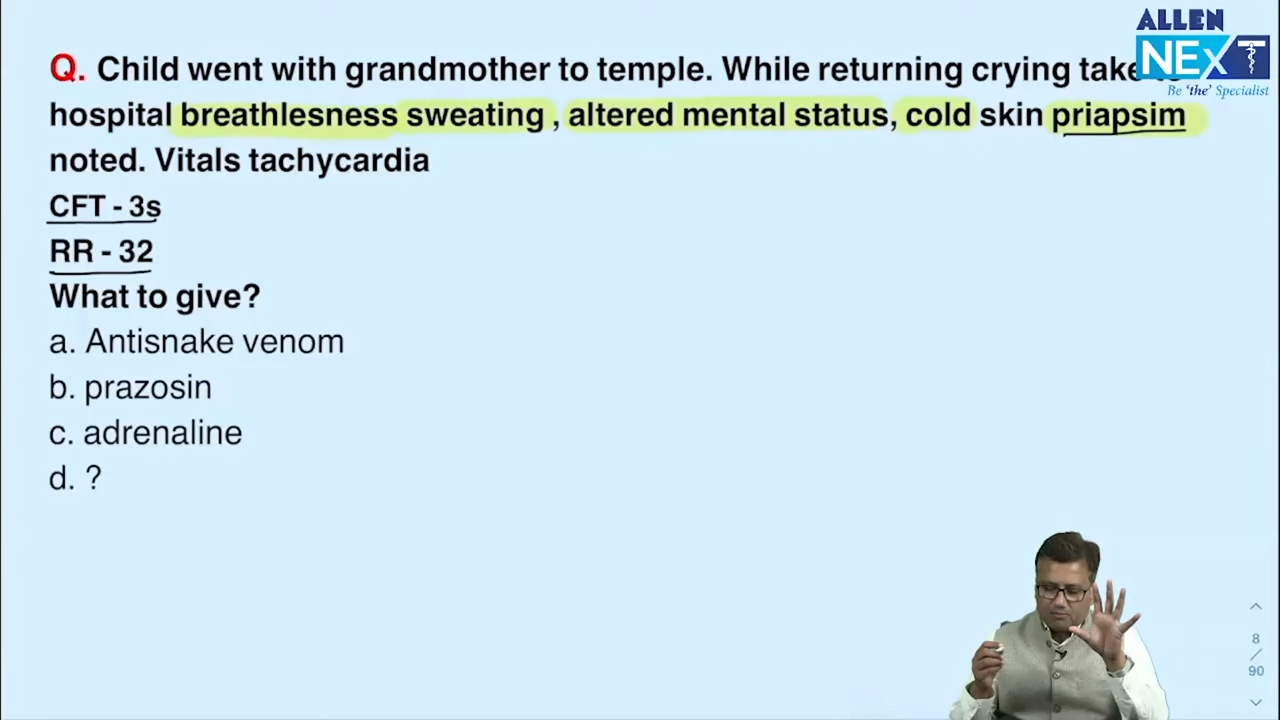 ALLEN
NEXT
Be 'the' Specialist
Q. Child went with grandmother to temple. While returning crying take to
hospital breathlesness sweating , altered mental status, cold skin priapsim
noted. Vitals tachycardia
CFT - 3s
RR - 32
What to give?
a. Antisnake venom
b. prazosin
c. adrenaline
d. ?
8
/
90